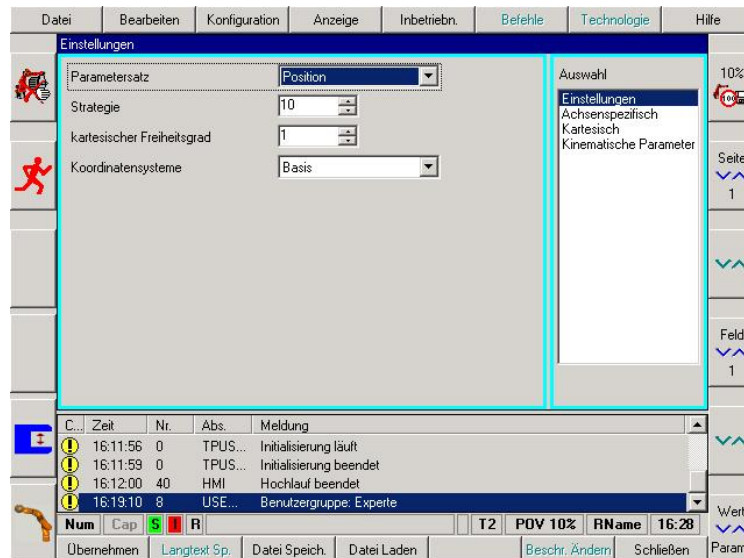 Datei Bearbeiten Konfiguration Anzeige Inbetriebn. Befehle Technologie Hilfe
Einstellungen
Parametersatz Position
Strategie 10
kartesischer Freiheitsgrad 1
Koordinatensysteme Basis
Auswahl
Einstellungen
Achsenspezifisch
Kartesisch
Kinematische Parameter
10%
100
Seite
1
Feld
1
Wert
Param
C... Zeit Nr. Abs. Meldung
16:11:56 0 TPUS... Initialisierung läuft
16:11:59 0 TPUS... Initialisierung beendet
16:12:00 40 HMI Hochlauf beendet
16:19:10 8 USE... Benutzergruppe: Experte
Num Cap S I R T2 POV 10% RName 16:28
Übernehmen Langtext Sp. Datei Speich. Datei Laden Beschr. Ändern Schließen